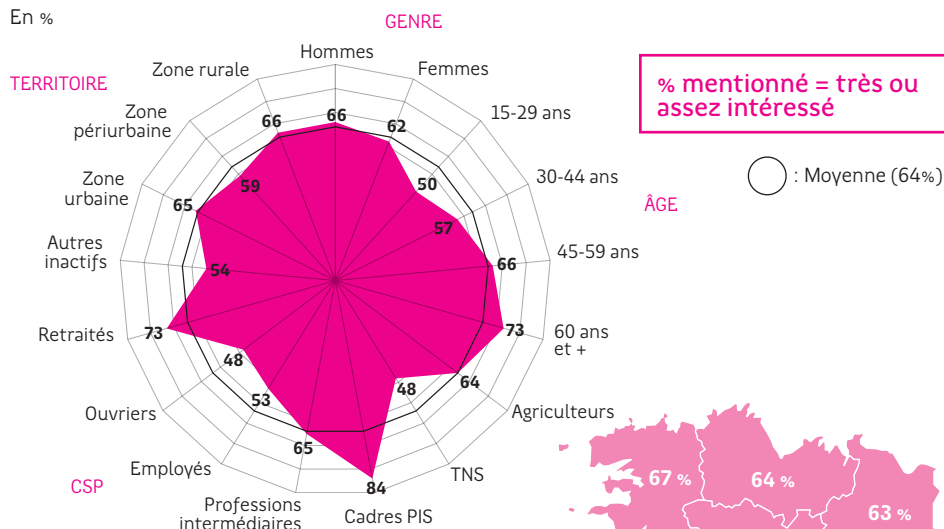 En %
GENRE
Hommes
Femmes
15-29 ans
30-44 ans
ÂGE
45-59 ans
60 ans
et +
Agriculteurs
TNS
Cadres PIS
Professions
intermédiaires
Employés
CSP
Ouvriers
Retraités
Autres
inactifs
Zone
urbaine
Zone
périurbaine
TERRITOIRE
Zone rurale
66
62
50
57
66
73
64
48
84
65
53
48
73
54
65
59
66
% mentionné = très ou
assez intéressé
: Moyenne (64%)
67 %
64 %
63 %